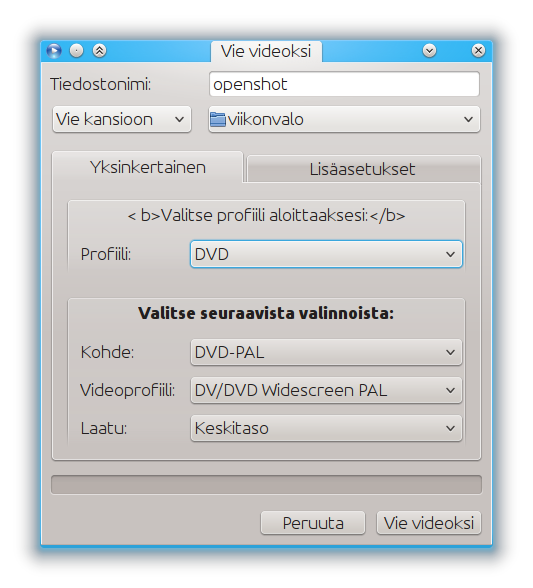 Vie videoksi
Tiedostonimi: openshot
Vie kansioon viikonvalo
Yksinkertainen Lisäasetukset
< b>Valitse profiili aloittaaksesi:</b>
Profiili: DVD
Valitse seuraavista valinnoista:
Kohde: DVD-PAL
Videoprofiili: DV/DVD Widescreen PAL
Laatu: Keskitaso
Peruuta Vie videoksi